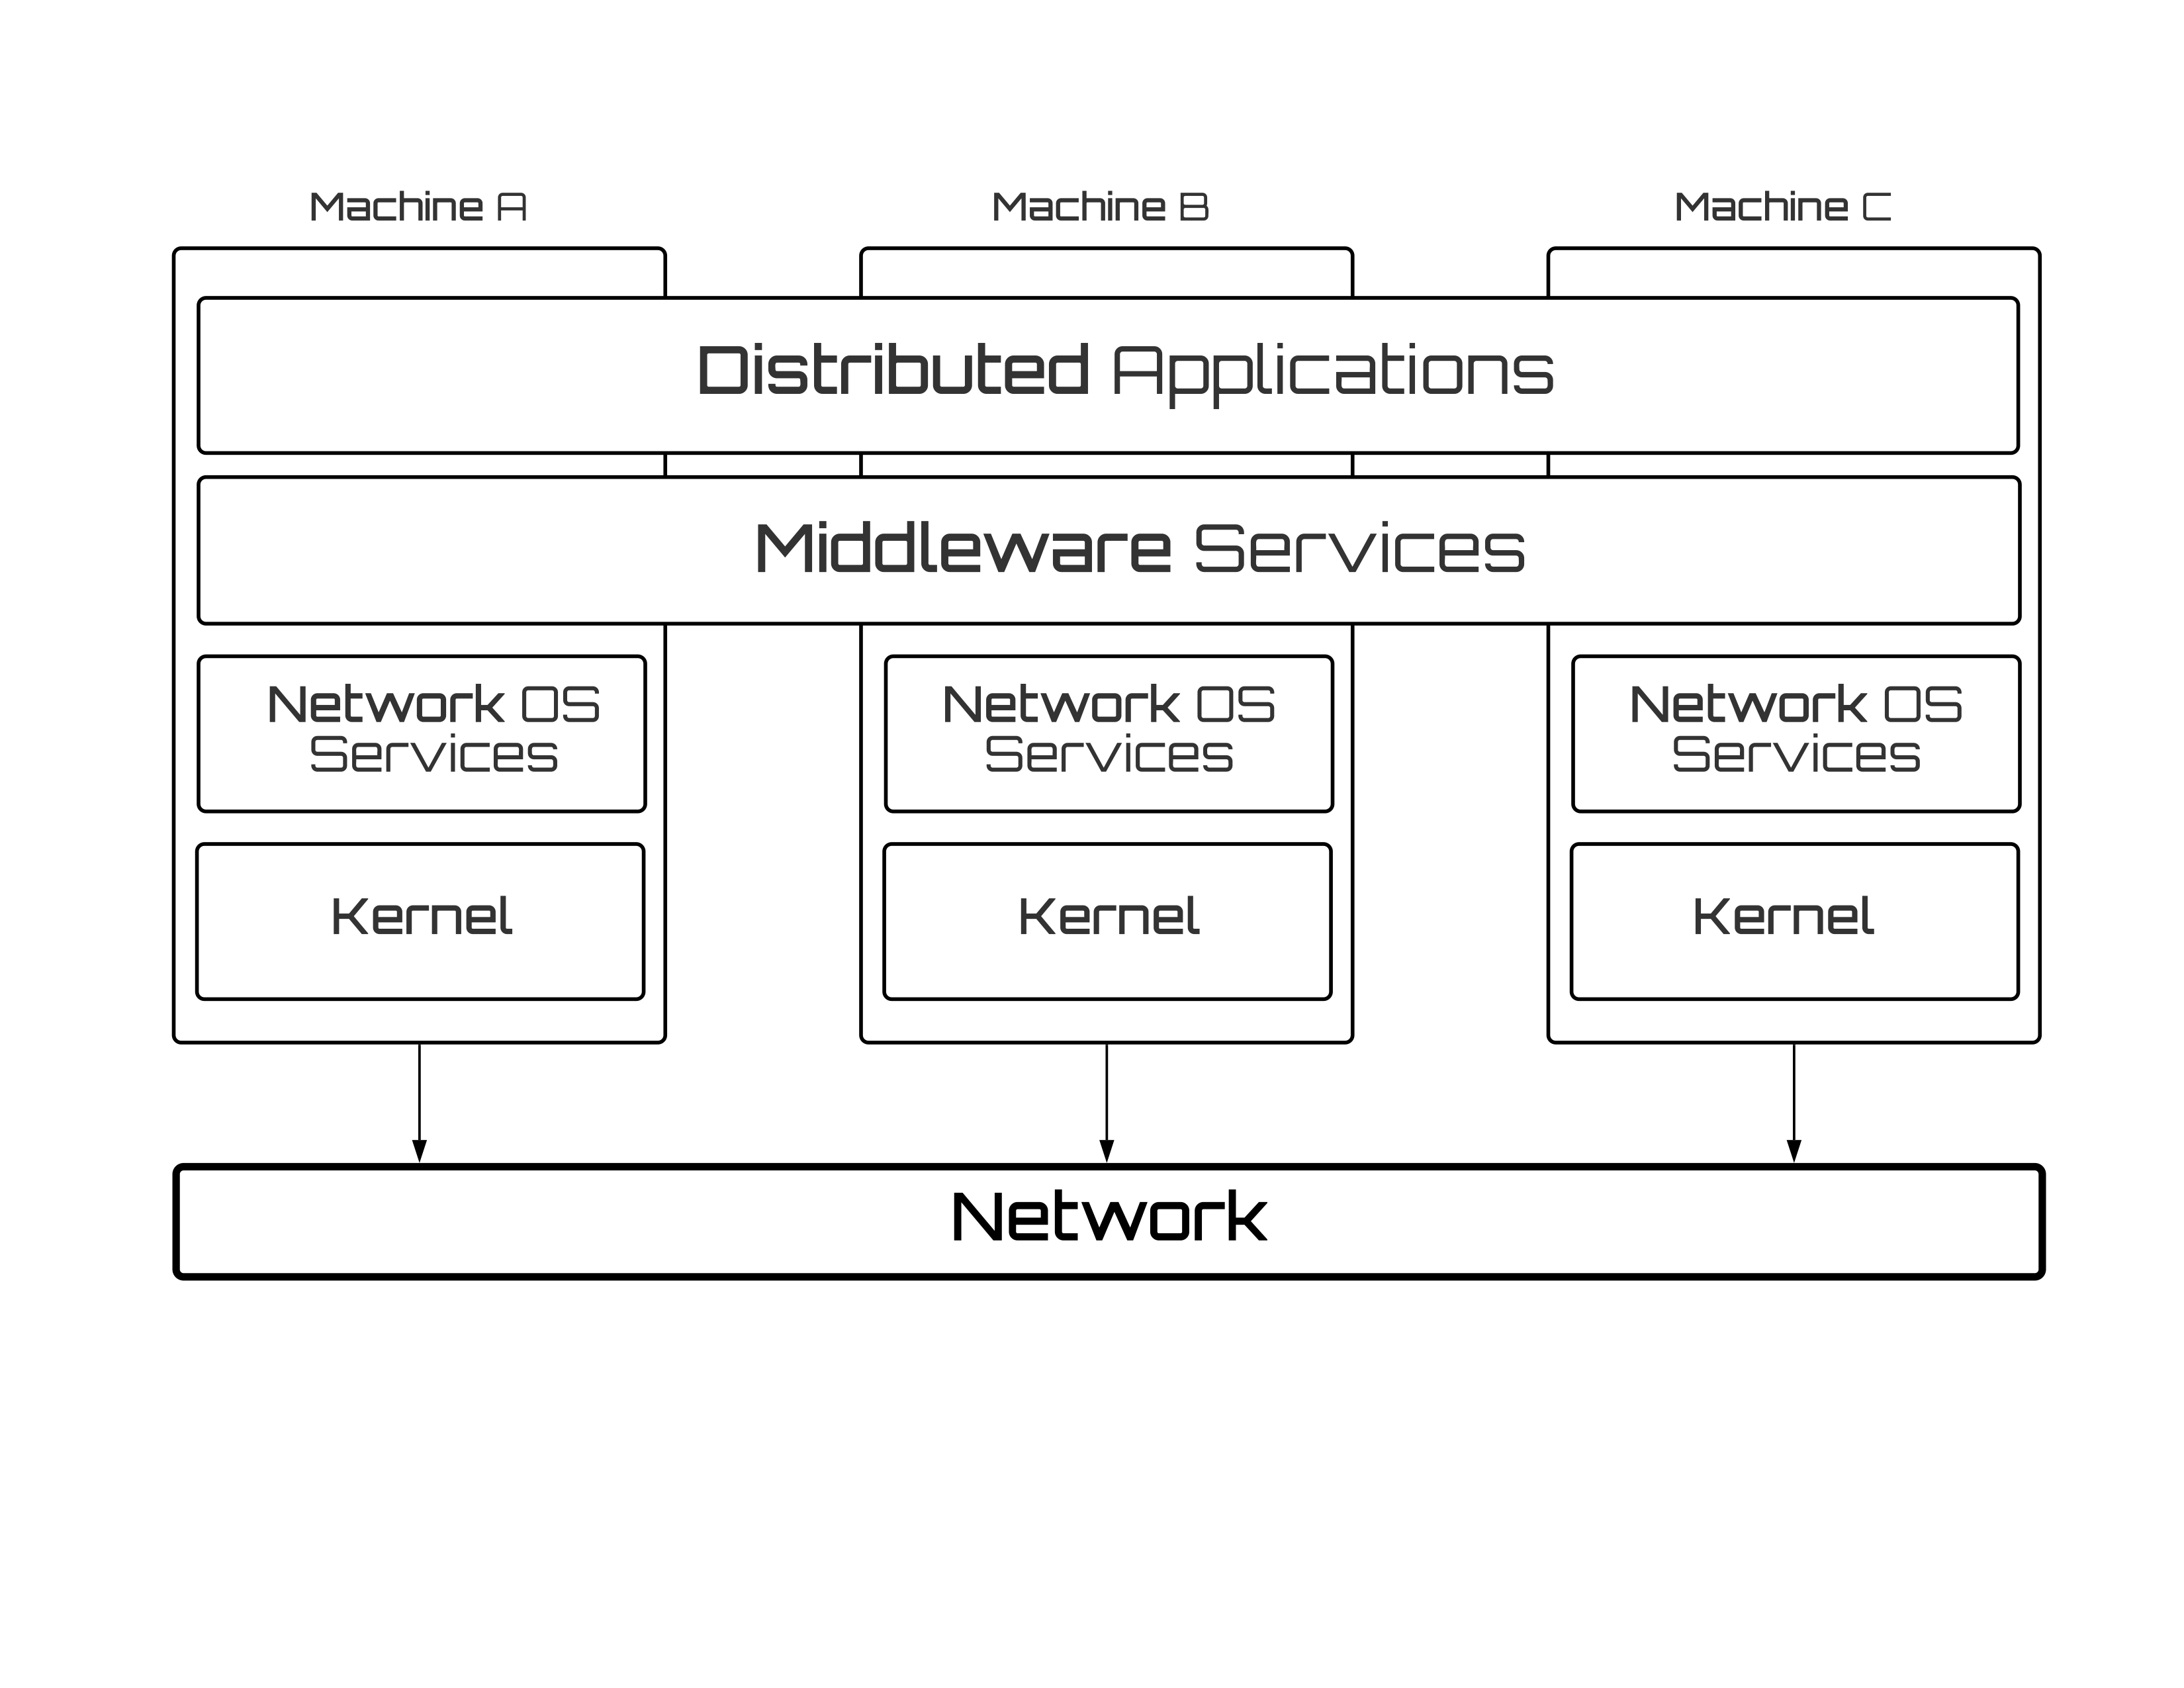 Machine A
Machine B
Machine C
Distributed Applications
Middleware Services
Network OS
Services
Network OS
Services
Network OS
Services
Kernel
Kernel
Kernel
Network